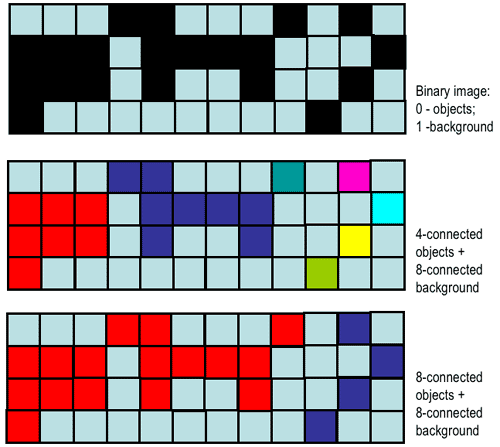 Binary image:
0 - objects;
1 -background
4-connected
objects +
8-connected
background
8-connected
objects +
8-connected
background